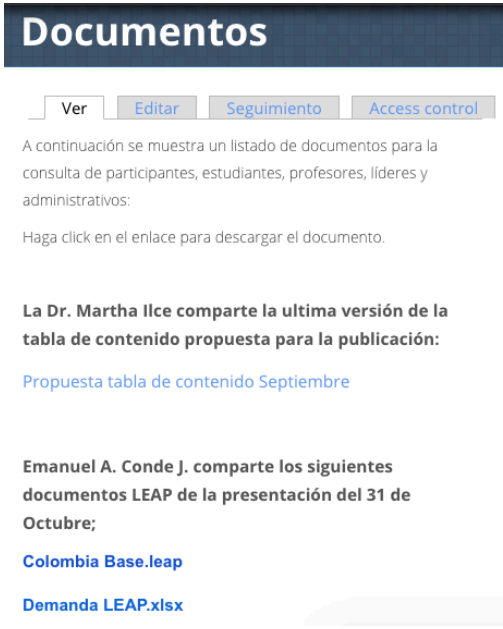 Documentos
Ver Editar Seguimiento Access control
A continuación se muestra un listado de documentos para la
consulta de participantes, estudiantes, profesores, líderes y
administrativos:
Haga click en el enlace para descargar el documento.
La Dr. Martha Ilce comparte la ultima versión de la
tabla de contenido propuesta para la publicación:
Propuesta tabla de contenido Septiembre
Emanuel A. Conde J. comparte los siguientes
documentos LEAP de la presentación del 31 de
Octubre;
Colombia Base.leap
Demanda LEAP.xlsx